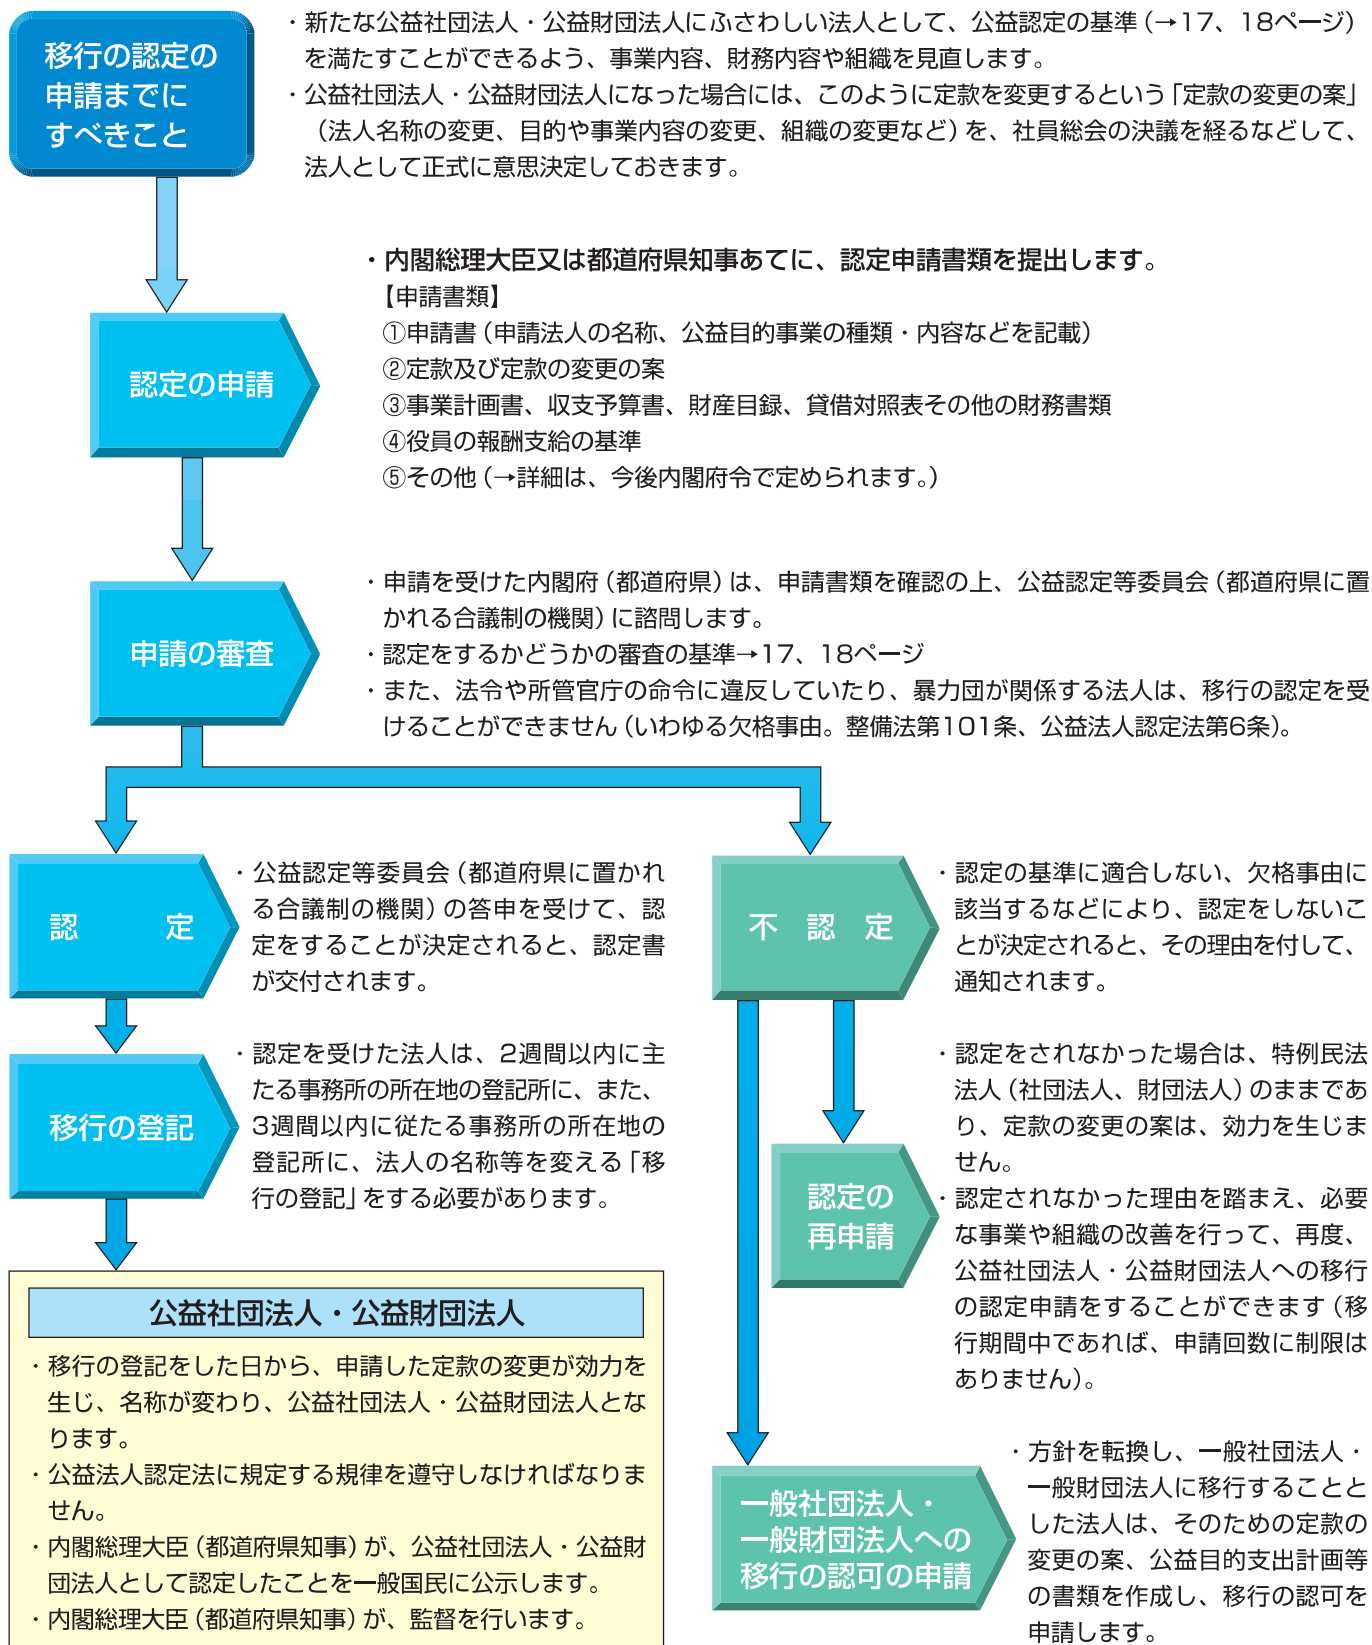 移行の認定の
申請までに
すべきこと
・新たな公益社団法人・公益財団法人にふさわしい法人として、公益認定の基準（→17、18ページ）
を満たすことができるよう、事業内容、財務内容や組織を見直します。
・公益社団法人・公益財団法人になった場合には、このように定款を変更するという「定款の変更の案」
（法人名称の変更、目的や事業内容の変更、組織の変更など）を、社員総会の決議を経るなどして、
法人として正式に意思決定しておきます。
認定の申請
・内閣総理大臣又は都道府県知事あてに、認定申請書類を提出します。
【申請書類】
①申請書（申請法人の名称、公益目的事業の種類・内容などを記載）
②定款及び定款の変更の案
③事業計画書、収支予算書、財産目録、貸借対照表その他の財務書類
④役員の報酬支給の基準
⑤その他（→詳細は、今後内閣府令で定められます。）
申請の審査
・申請を受けた内閣府（都道府県）は、申請書類を確認の上、公益認定等委員会（都道府県に置
かれる合議制の機関）に諮問します。
・認定をするかどうかの審査の基準→17、18ページ
・また、法令や所管官庁の命令に違反していたり、暴力団が関係する法人は、移行の認定を受
けることができません（いわゆる欠格事由。整備法第101条、公益法人認定法第6条）。
認　　　定
・公益認定等委員会（都道府県に置かれ
る合議制の機関）の答申を受けて、認
定をすることが決定されると、認定書
が交付されます。
移行の登記
・認定を受けた法人は、2週間以内に主
たる事務所の所在地の登記所に、また、
3週間以内に従たる事務所の所在地の
登記所に、法人の名称等を変える「移
行の登記」をする必要があります。
公益社団法人・公益財団法人
・移行の登記をした日から、申請した定款の変更が効力を
生じ、名称が変わり、公益社団法人・公益財団法人とな
ります。
・公益法人認定法に規定する規律を遵守しなければなりま
せん。
・内閣総理大臣（都道府県知事）が、公益社団法人・公益財
団法人として認定したことを一般国民に公示します。
・内閣総理大臣（都道府県知事）が、監督を行います。
不　認　定
・認定の基準に適合しない、欠格事由に
該当するなどにより、認定をしないこ
とが決定されると、その理由を付して、
通知されます。
認定の
再申請
・認定をされなかった場合は、特例民法
法人（社団法人、財団法人）のままであ
り、定款の変更の案は、効力を生じま
せん。
・認定されなかった理由を踏まえ、必要
な事業や組織の改善を行って、再度、
公益社団法人・公益財団法人への移行
の認定申請をすることができます（移
行期間中であれば、申請回数に制限は
ありません）。
一般社団法人・
一般財団法人への
移行の認可の申請
・方針を転換し、一般社団法人・
一般財団法人に移行することと
した法人は、そのための定款の
変更の案、公益目的支出計画等
の書類を作成し、移行の認可を
申請します。